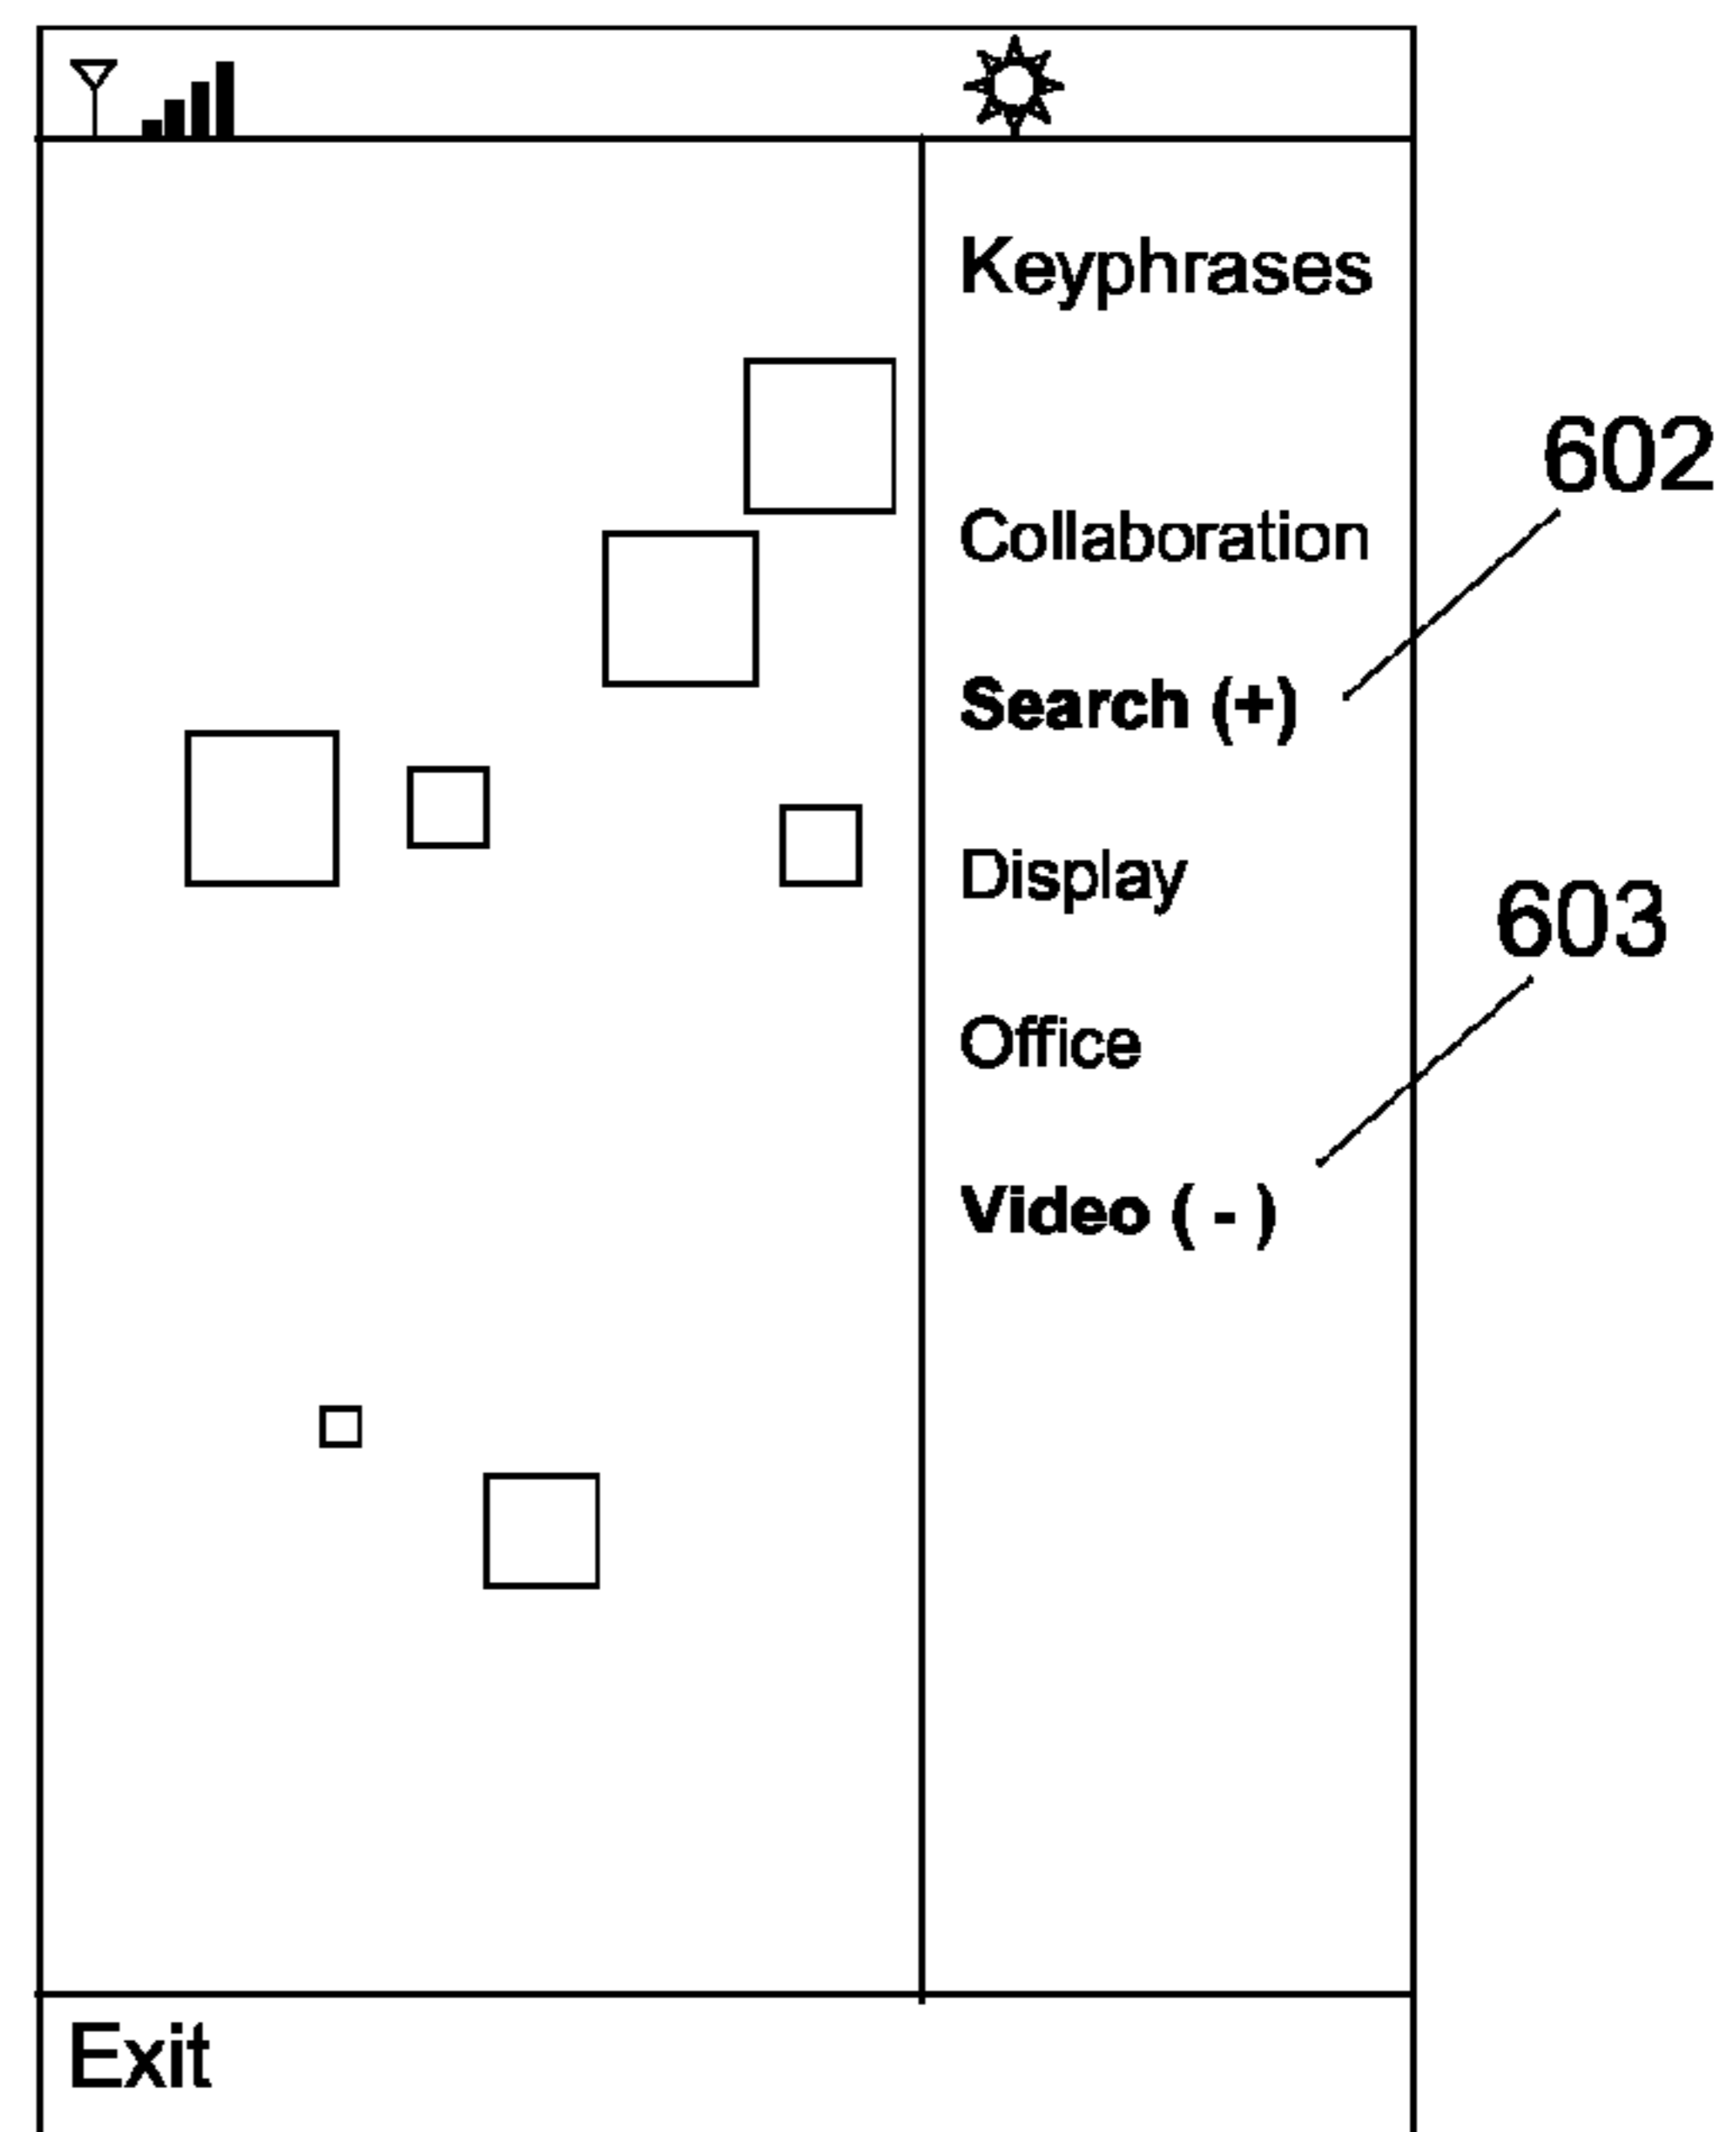 Keyphrases
602
Collaboration
Search (+)
Display
603
Office
Video ( - )
Exit